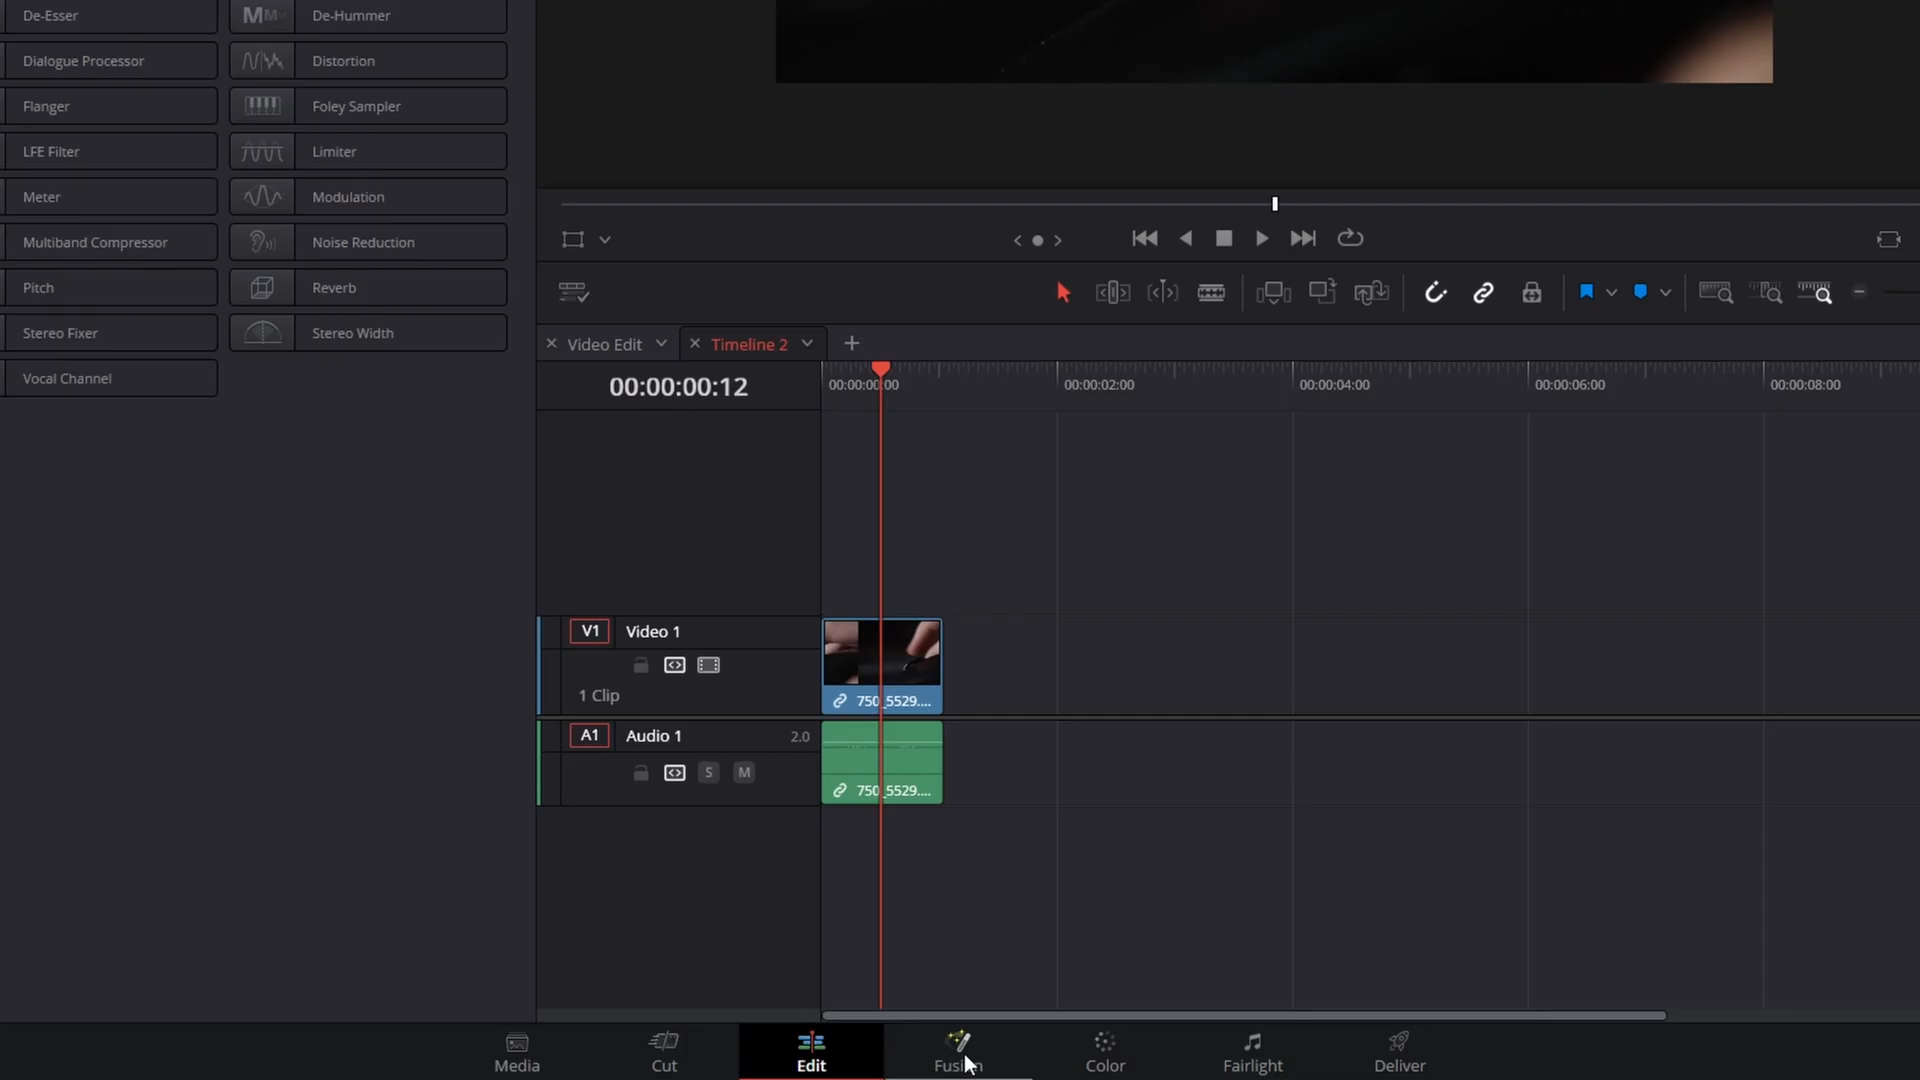 De-Esser
De-Hummer
Dialogue Processor
Distortion
Flanger
Foley Sampler
LFE Filter
Limiter
Meter
Modulation
Multiband Compressor
Noise Reduction
Pitch
Reverb
Stereo Fixer
Stereo Width
Vocal Channel
Video Edit
Timeline 2
00:00:00:12
00:00:00:00
00:00:02:00
00:00:04:00
00:00:06:00
00:00:08:00
V1 Video 1
1 Clip
750_5529....
A1 Audio 1 2.0
S M
750_5529....
Media
Cut
Edit
Fusion
Color
Fairlight
Deliver